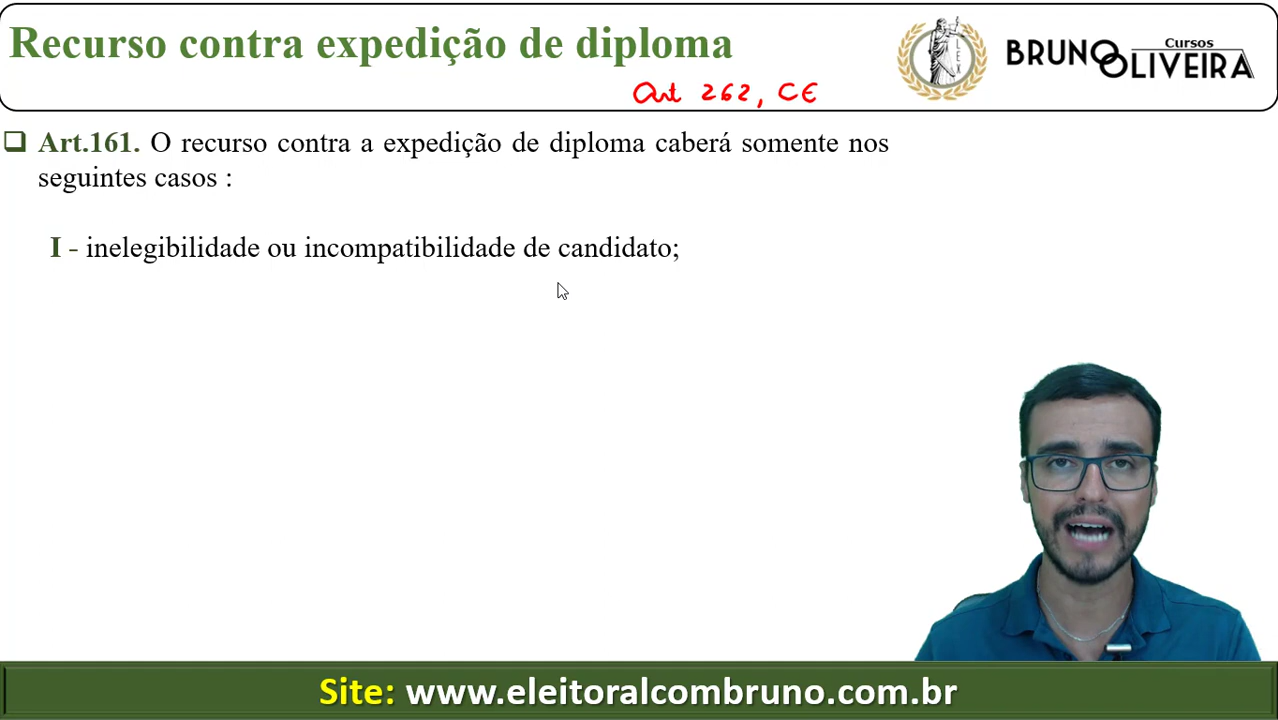 Recurso contra expedição de diploma
Art 262, CE
LEX
Cursos
BRUNO
OLIVEIRA
Art.161. O recurso contra a expedição de diploma caberá somente nos
seguintes casos :
I - inelegibilidade ou incompatibilidade de candidato;
Site: www.eleitoralcombruno.com.br